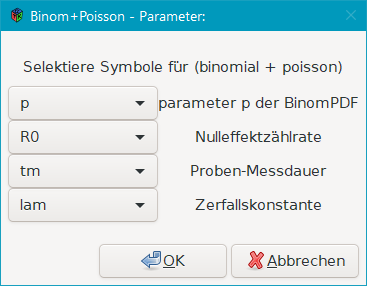 Binom+Poisson - Parameter:
Selektiere Symbole für (binomial + poisson)
p parameter p der BinomPDF
R0 Nulleffektzählrate
tm Proben-Messdauer
lam Zerfallskonstante
OK Abbrechen